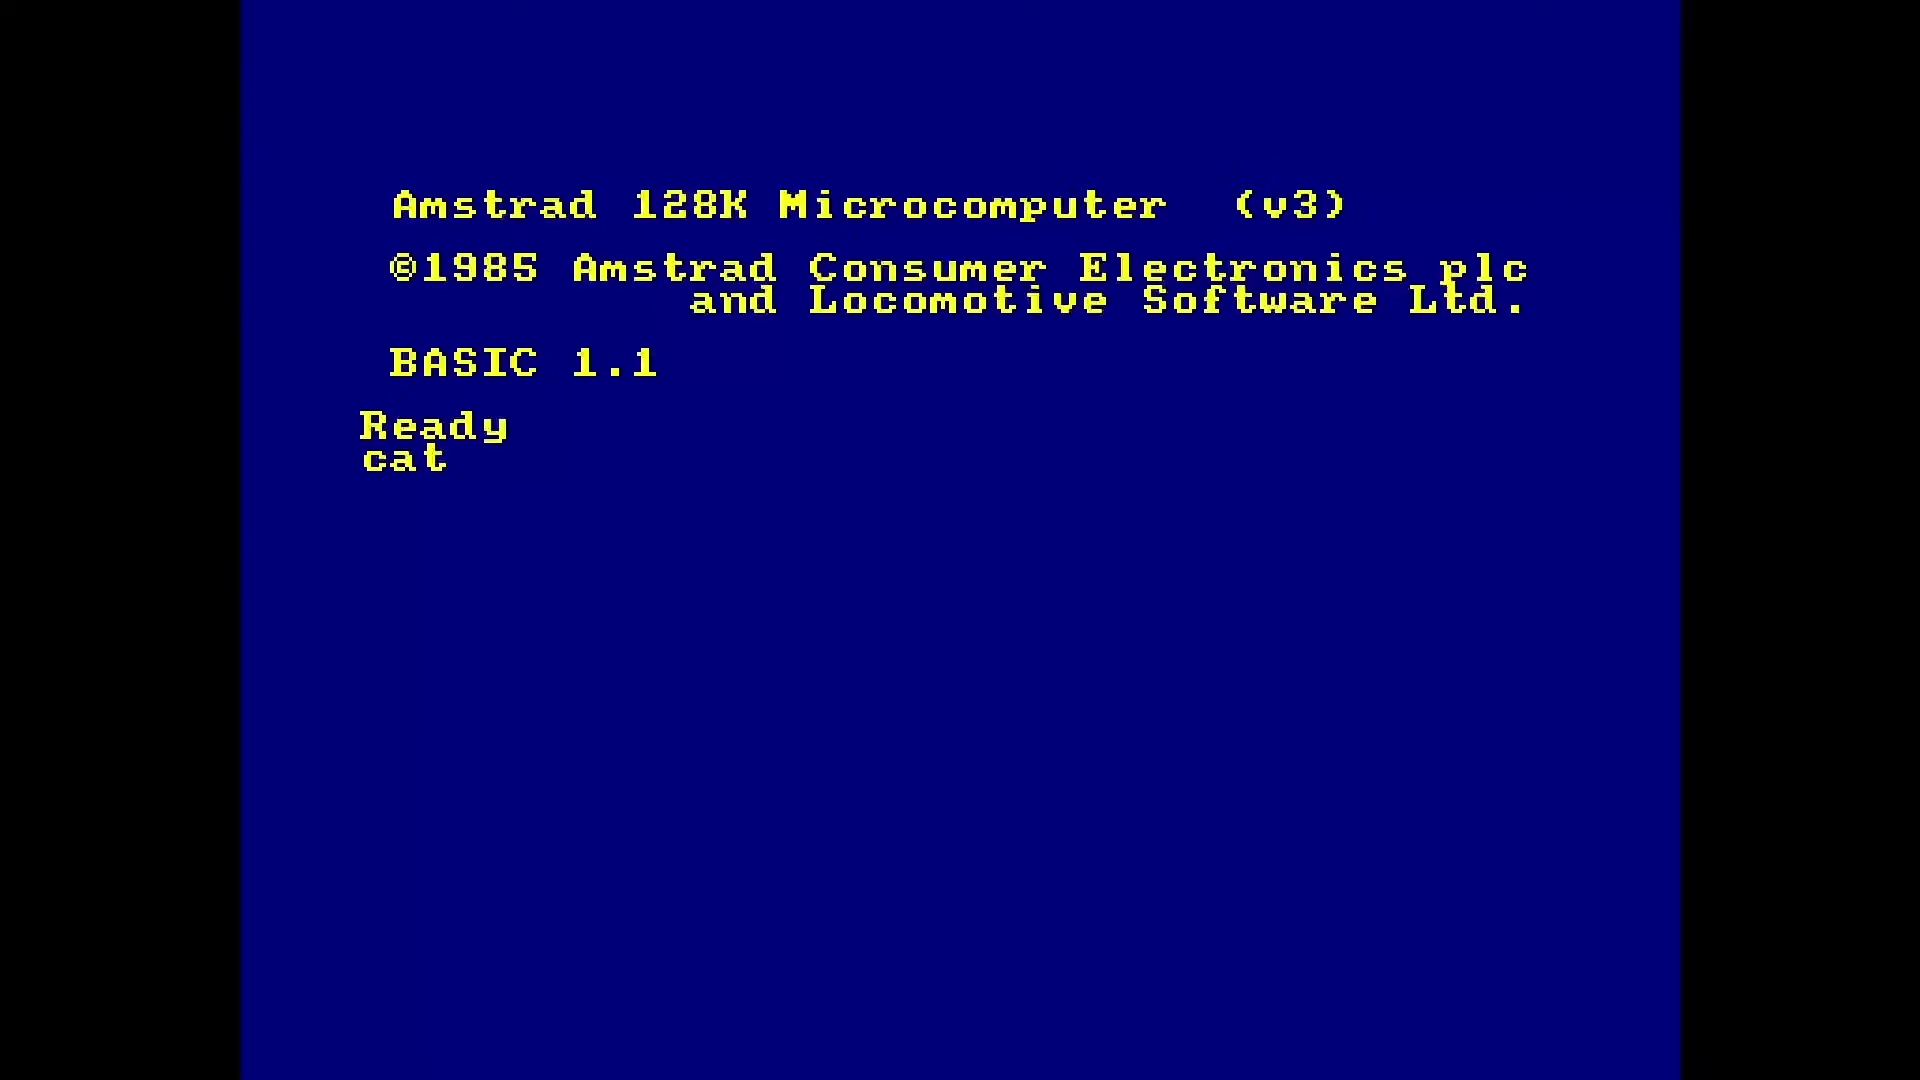 Amstrad 128K Microcomputer  (v3)
©1985 Amstrad Consumer Electronics plc
and Locomotive Software Ltd.
BASIC 1.1
Ready
cat